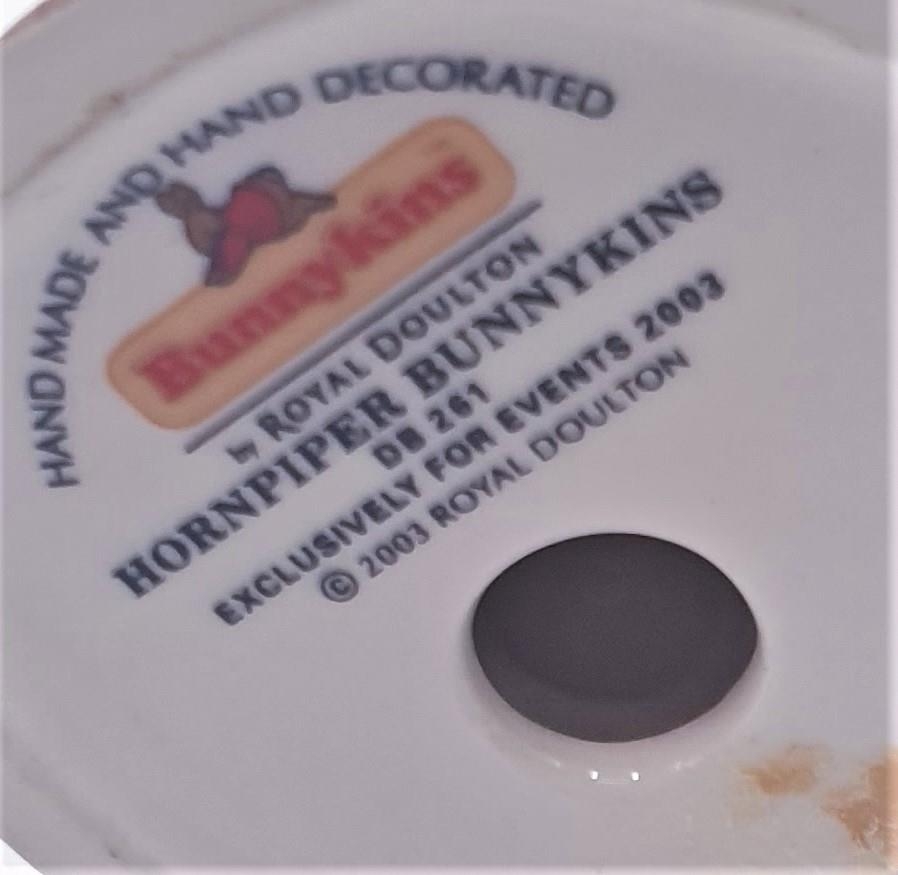 HAND MADE AND HAND DECORATED
Bunnykins
by ROYAL DOULTON
HORNPIPER BUNNYKINS
DB 261
EXCLUSIVELY FOR EVENTS 2003
© 2003 ROYAL DOULTON